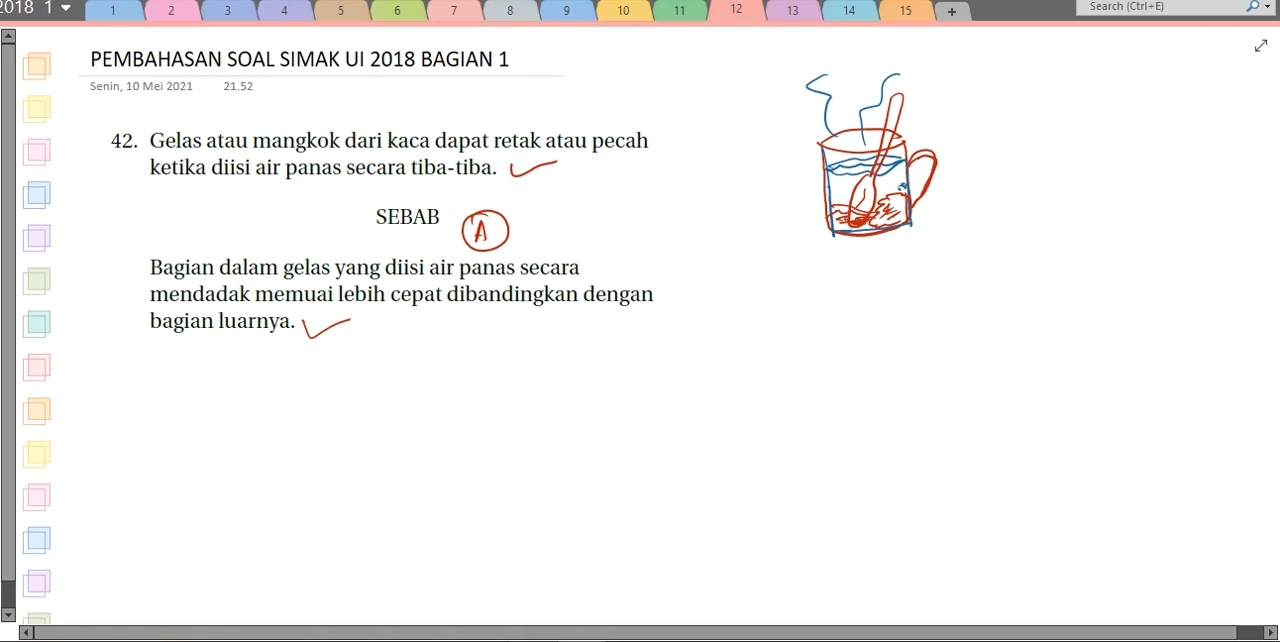 2018 1
1 2 3 4 5 6 7 8 9 10 11 12 13 14 15 +
Search (Ctrl+E)
PEMBAHASAN SOAL SIMAK UI 2018 BAGIAN 1
Senin, 10 Mei 2021 21.52
42. Gelas atau mangkok dari kaca dapat retak atau pecah
ketika diisi air panas secara tiba-tiba.
SEBAB
A
Bagian dalam gelas yang diisi air panas secara
mendadak memuai lebih cepat dibandingkan dengan
bagian luarnya.